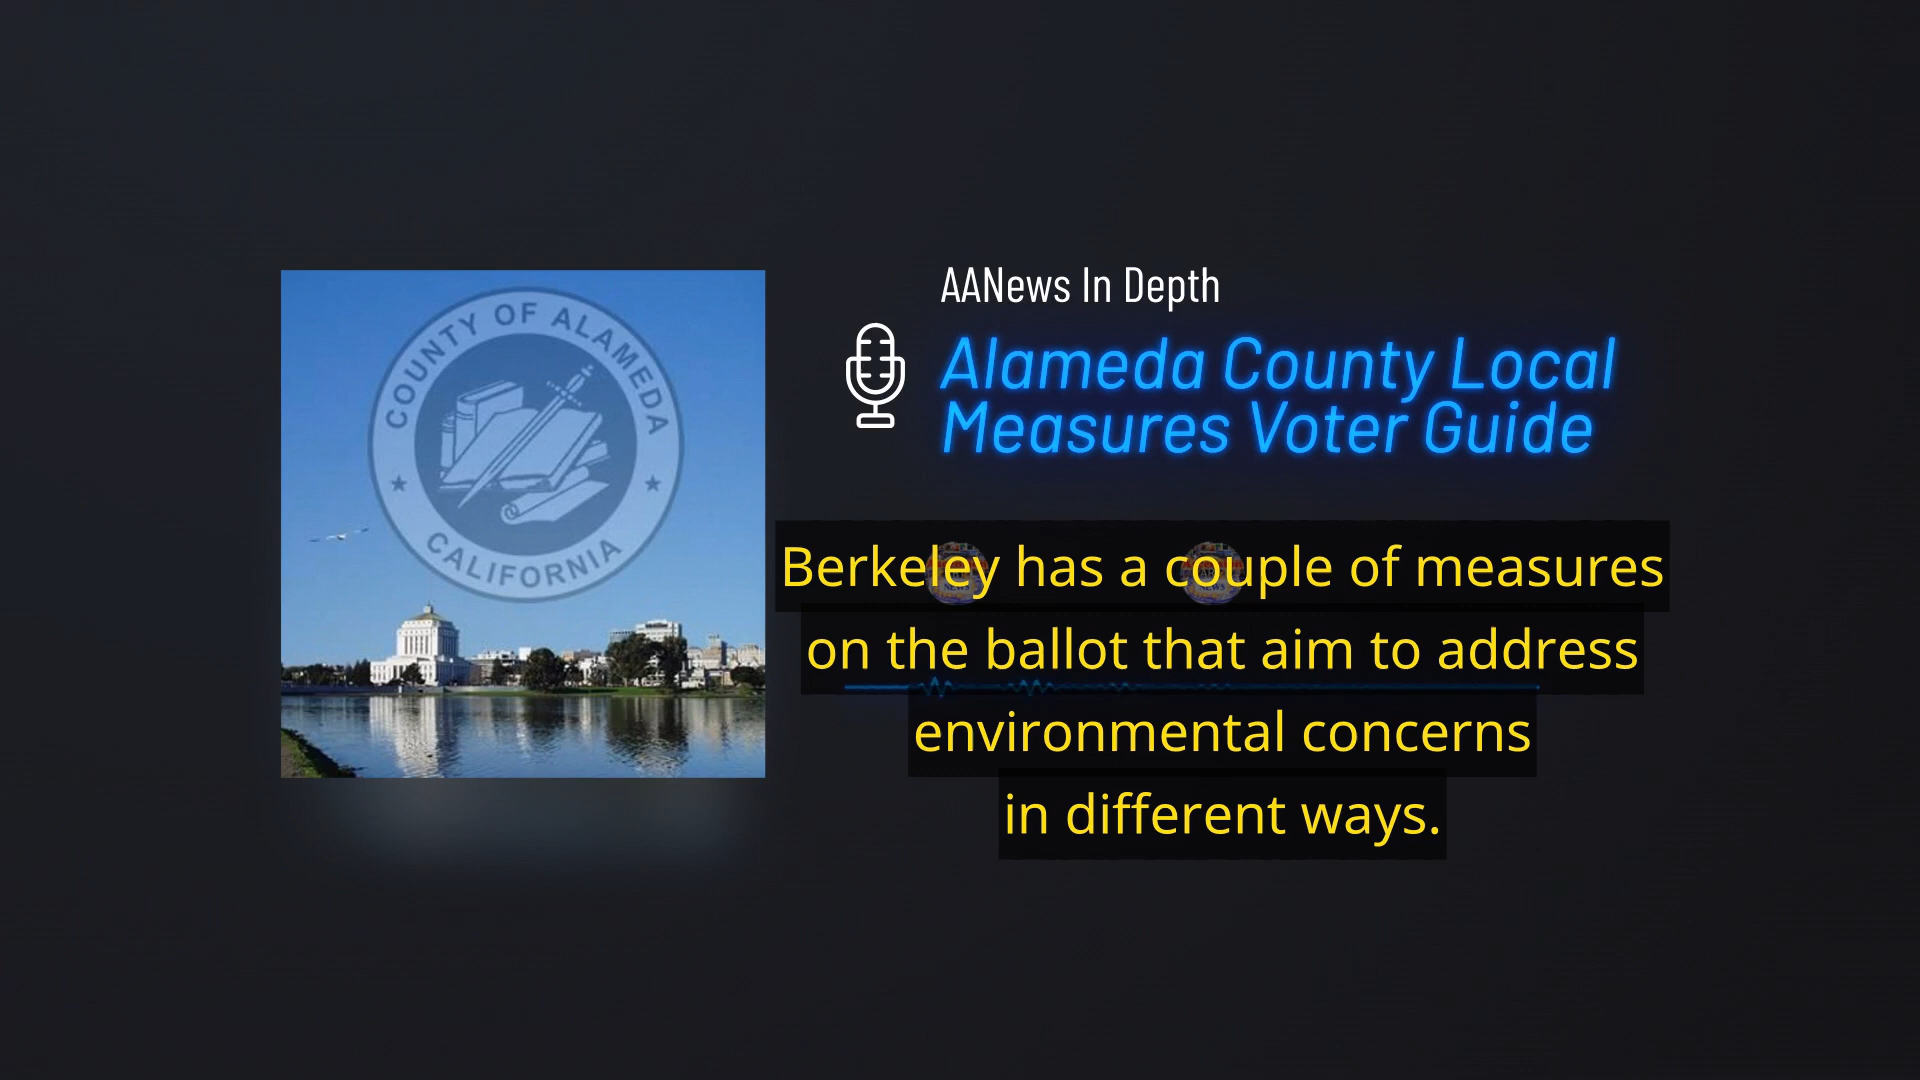 COUNTY OF ALAMEDA
CALIFORNIA
AANews In Depth
Alameda County Local
Measures Voter Guide
Berkeley has a couple of measures
on the ballot that aim to address
environmental concerns
in different ways.